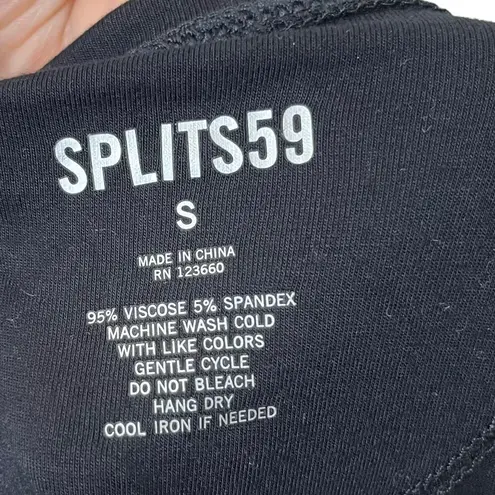 SPLITS59
S
MADE IN CHINA
RN 123660
95% VISCOSE 5% SPANDEX
MACHINE WASH COLD
WITH LIKE COLORS
GENTLE CYCLE
DO NOT BLEACH
HANG DRY
COOL IRON IF NEEDED